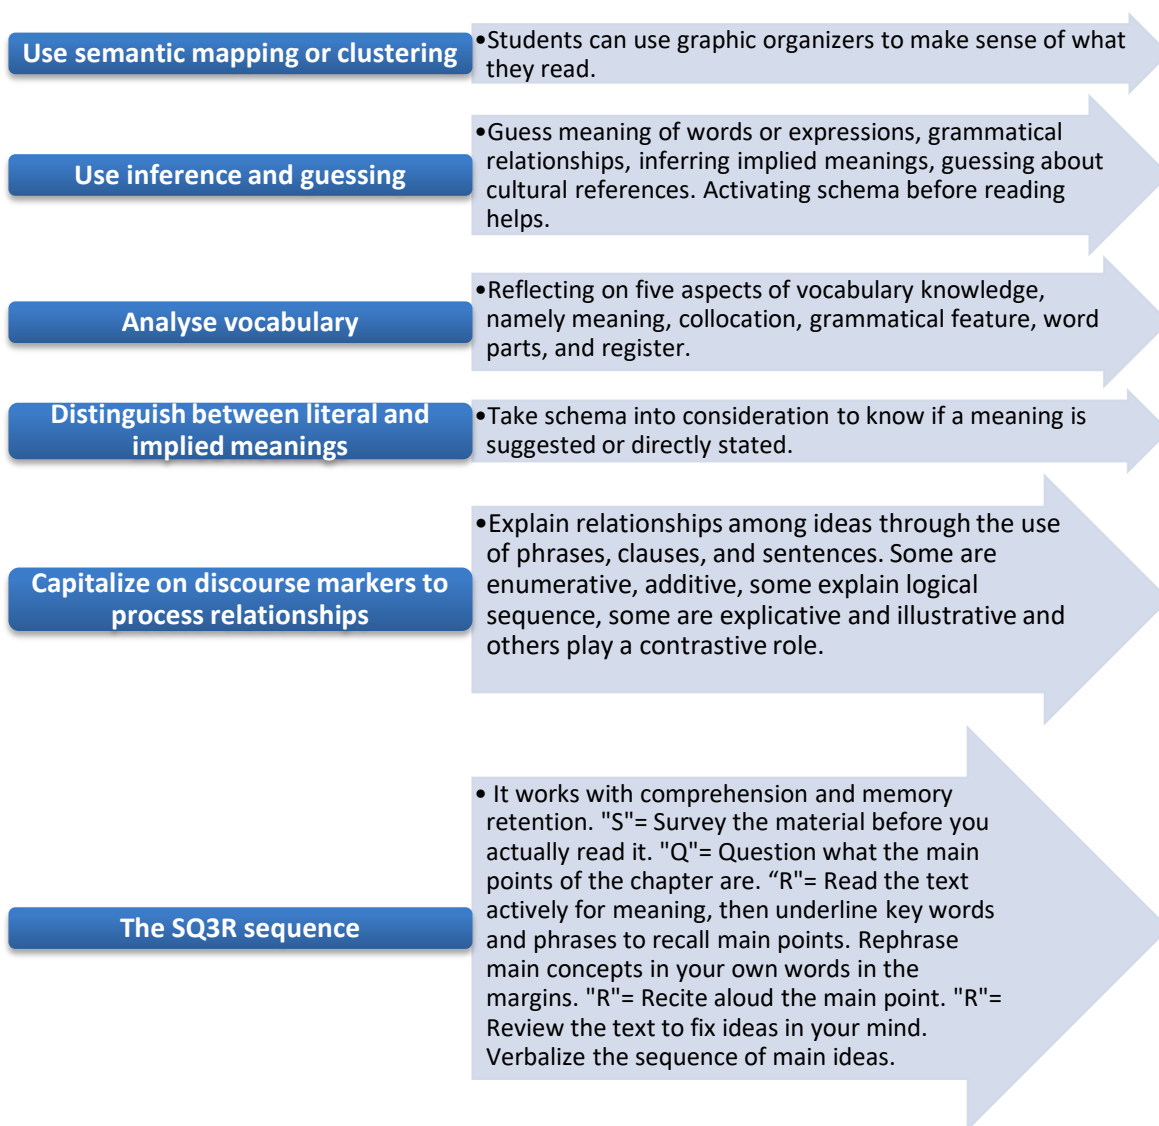 Use semantic mapping or clustering
•Students can use graphic organizers to make sense of what
they read.
Use inference and guessing
•Guess meaning of words or expressions, grammatical
relationships, inferring implied meanings, guessing about
cultural references. Activating schema before reading
helps.
Analyse vocabulary
•Reflecting on five aspects of vocabulary knowledge,
namely meaning, collocation, grammatical feature, word
parts, and register.
Distinguish between literal and
implied meanings
•Take schema into consideration to know if a meaning is
suggested or directly stated.
Capitalize on discourse markers to
process relationships
•Explain relationships among ideas through the use
of phrases, clauses, and sentences. Some are
enumerative, additive, some explain logical
sequence, some are explicative and illustrative and
others play a contrastive role.
The SQ3R sequence
• It works with comprehension and memory
retention. "S"= Survey the material before you
actually read it. "Q"= Question what the main
points of the chapter are. “R"= Read the text
actively for meaning, then underline key words
and phrases to recall main points. Rephrase
main concepts in your own words in the
margins. "R"= Recite aloud the main point. "R"=
Review the text to fix ideas in your mind.
Verbalize the sequence of main ideas.